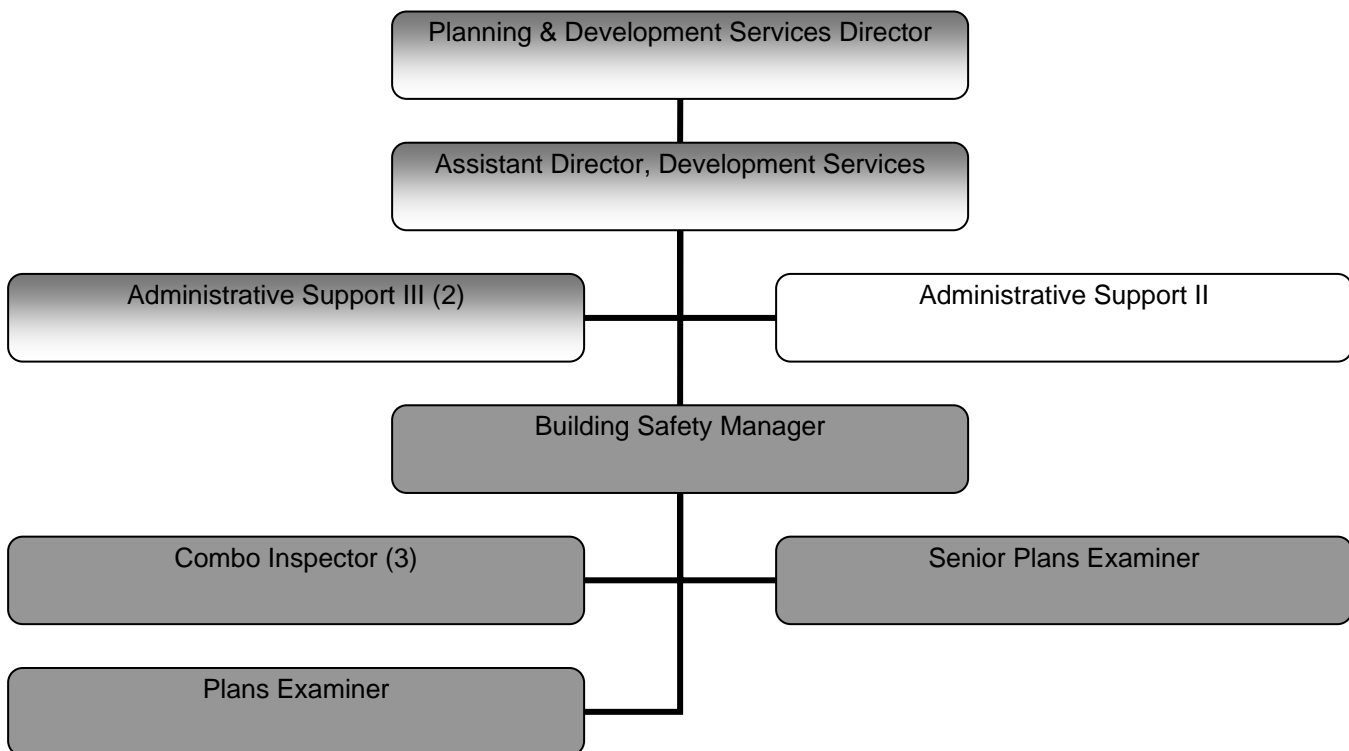 Planning & Development Services Director
Assistant Director, Development Services
Administrative Support III (2)
Administrative Support II
Building Safety Manager
Combo Inspector (3)
Senior Plans Examiner
Plans Examiner